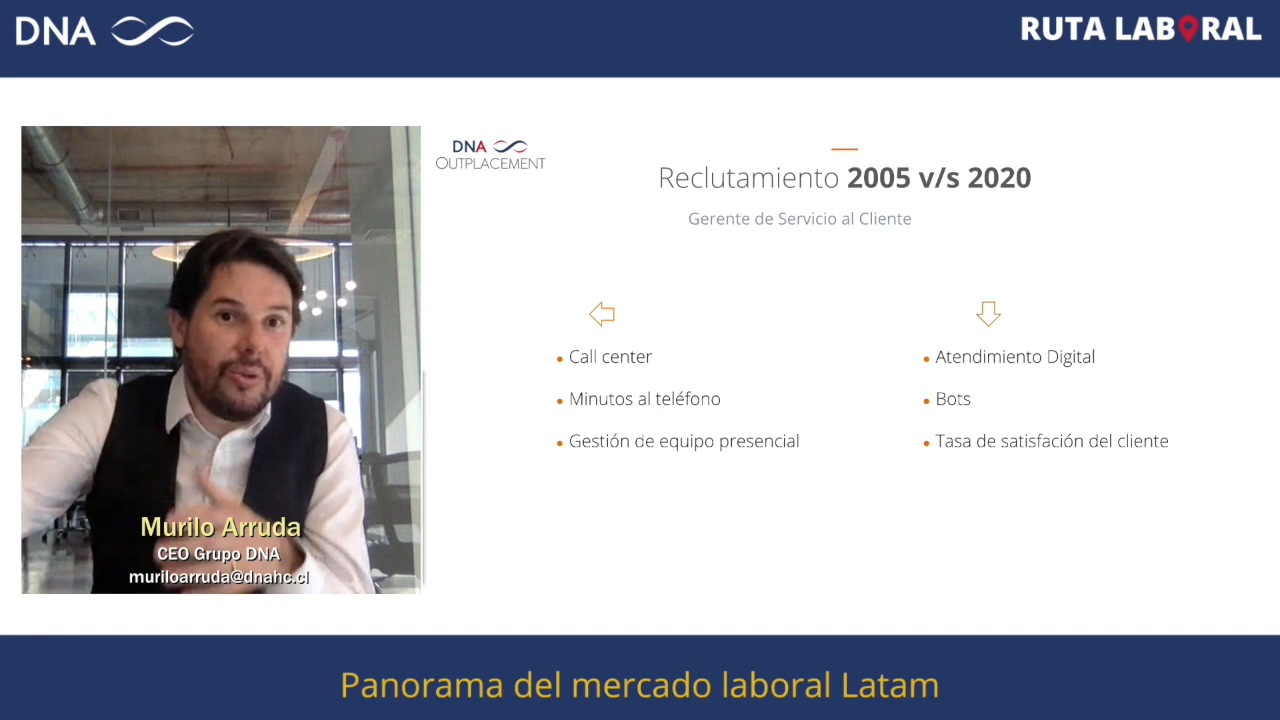 DNA
RUTA LABORAL
DNA
OUTPLACEMENT
Reclutamiento 2005 v/s 2020
Gerente de Servicio al Cliente
• Call center
• Minutos al teléfono
• Gestión de equipo presencial
• Atendimiento Digital
• Bots
• Tasa de satisfacción del cliente
Murilo Arruda
CEO Grupo DNA
muriloarruda@dnahc.cl
Panorama del mercado laboral Latam